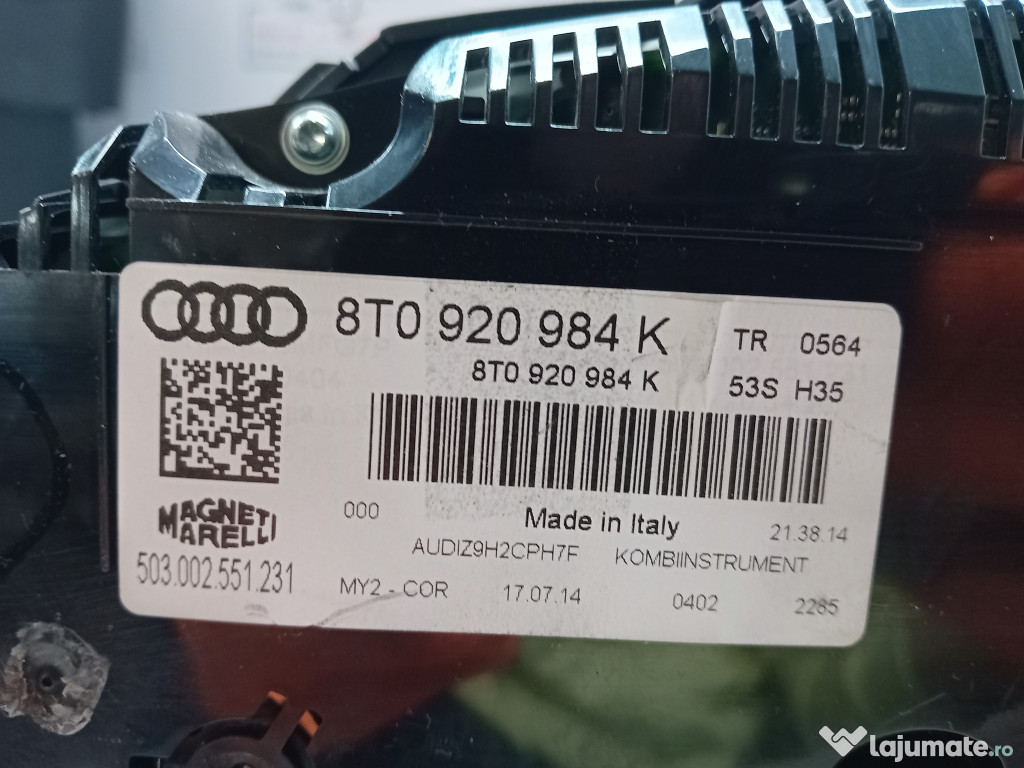 8T0 920 984 K
TR 0564
8T0 920 984 K
53S H35
MAGNETI
MARELLI
503.002.551.231
000
Made in Italy
21.38.14
AUDIZ9H2CPH7F KOMBIINSTRUMENT
MY2 - COR 17.07.14 0402 2285
lajumate.ro